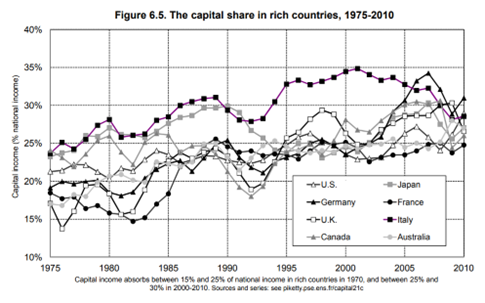 Figure 6.5. The capital share in rich countries, 1975-2010
40%
35%
30%
25%
20%
15%
10%
Capital income (% national income)
U.S.
Japan
Germany
France
U.K.
Italy
Canada
Australia
1975 1980 1985 1990 1995 2000 2005 2010
Capital income absorbs between 15% and 25% of national income in rich countries in 1970, and between 25% and
30% in 2000-2010. Sources and series: see piketty.pse.ens.fr/capital21c